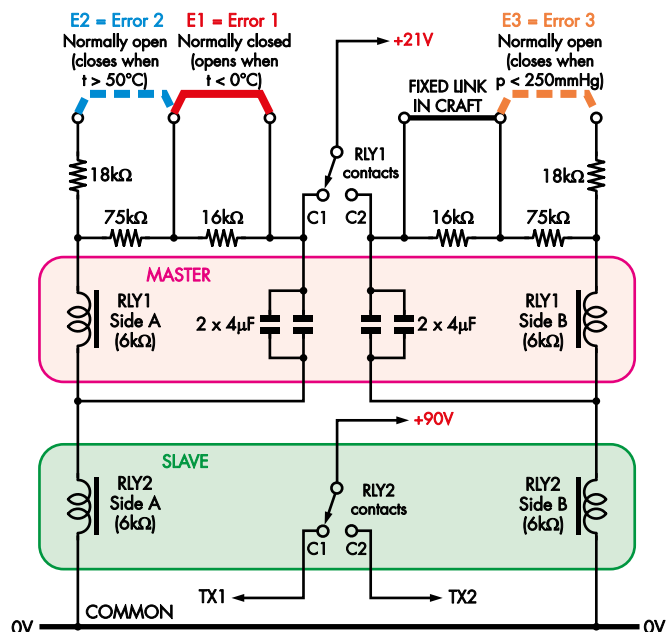 E2 = Error 2
Normally open
(closes when
t > 50°C)
E1 = Error 1
Normally closed
(opens when
t < 0°C)
+21V
E3 = Error 3
Normally open
(closes when
p < 250mmHg)
FIXED LINK
IN CRAFT
RLY1
contacts
18kΩ
18kΩ
75kΩ
16kΩ
C1
C2
16kΩ
75kΩ
MASTER
RLY1
Side A
(6kΩ)
2 x 4µF
2 x 4µF
RLY1
Side B
(6kΩ)
+90V
SLAVE
RLY2
Side A
(6kΩ)
RLY2
contacts
C1
C2
RLY2
Side B
(6kΩ)
TX1
TX2
COMMON
0V
0V